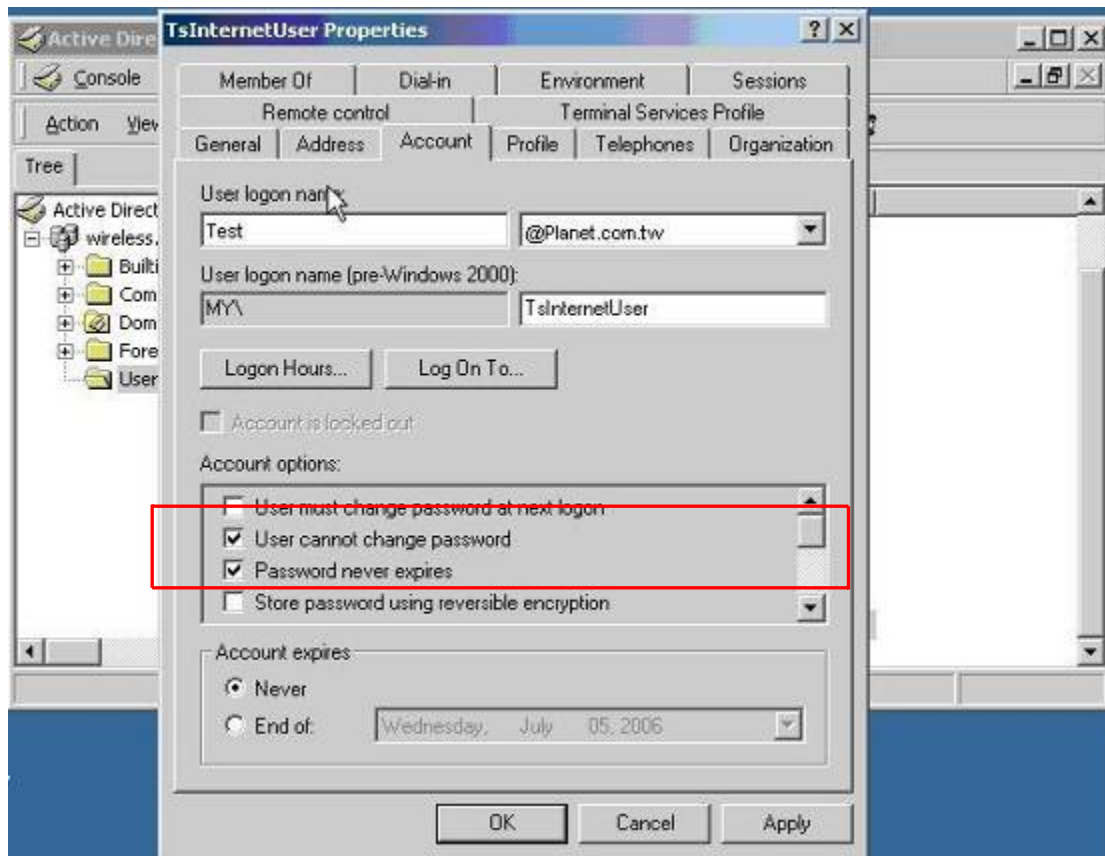 Active Dire
TsInternetUser Properties
Console
Action Vie
Tree
Active Direct
wireless.
Builti
Com
Dom
Fore
User
Member Of Dial-in Environment Sessions
Remote control Terminal Services Profile
General Address Account Profile Telephones Organization
User logon name:
Test @Planet.com.tw
User logon name (pre-Windows 2000):
MY\ TsInternetUser
Logon Hours... Log On To...
Account is locked out
Account options:
User must change password at next logon
User cannot change password
Password never expires
Store password using reversible encryption
Account expires
Never
End of: Wednesday, July 05, 2006
OK Cancel Apply